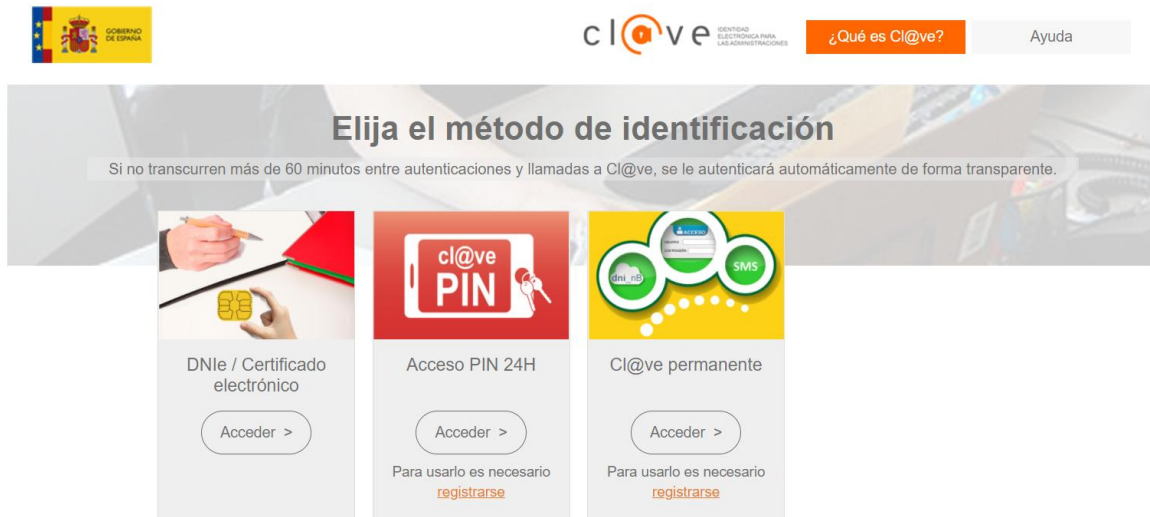 GOBIERNO
DE ESPAÑA
cl@ve
IDENTIDAD
ELECTRÓNICA PARA
LAS ADMINISTRACIONES
¿Qué es Cl@ve?
Ayuda
Elija el método de identificación
Si no transcurren más de 60 minutos entre autenticaciones y llamadas a Cl@ve, se le autenticará automáticamente de forma transparente.
cl@ve
PIN
ACCESO
dni_nB
SMS
DNIe / Certificado
electrónico
Acceder >
Acceso PIN 24H
Acceder >
Para usarlo es necesario
registrarse
Cl@ve permanente
Acceder >
Para usarlo es necesario
registrarse